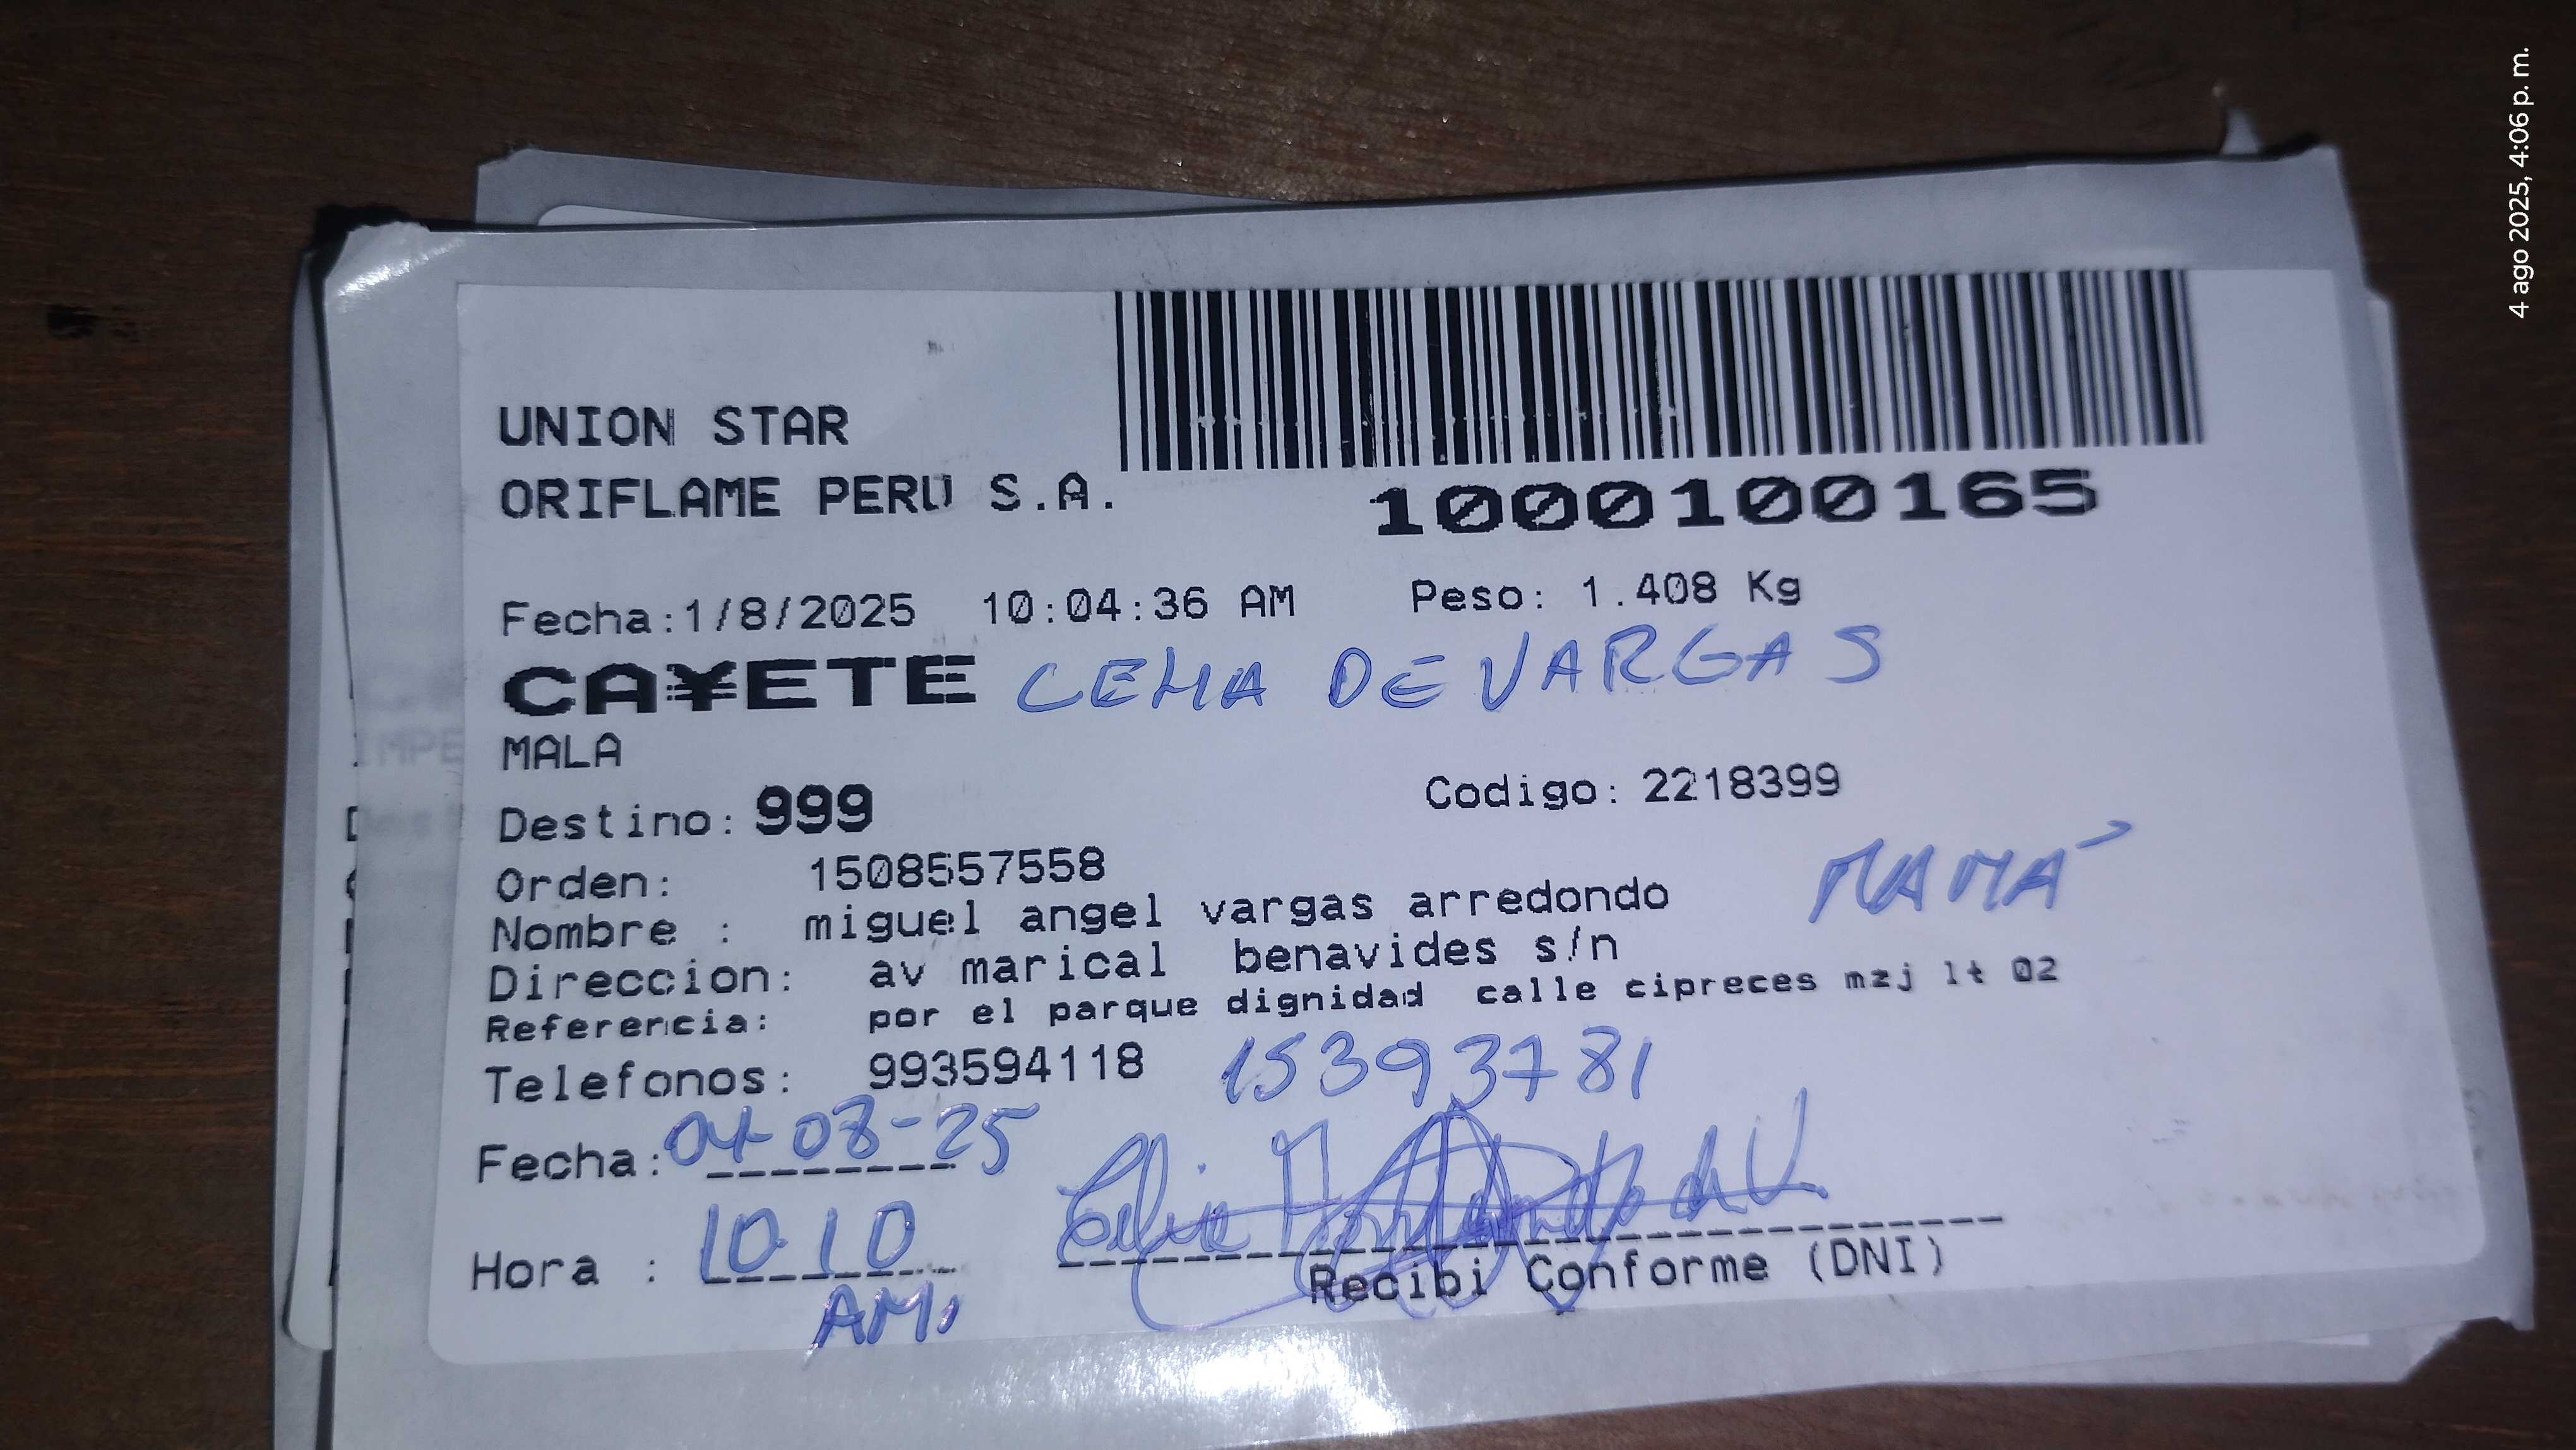 4 ago 2025, 4:06 p. m.
UNION STAR
ORIFLAME PERU S.A.
1000100165
Fecha:1/8/2025 10:04:36 AM Peso: 1.408 Kg
CA¥ETE CEMA DE VARGAS
MALA
Destino: 999 Codigo: 2218399
Orden: 1508557558
Nombre : miguel angel vargas arredondo MAMÁ
Direccion: av marical benavides s/n
Referencia: por el parque dignidad calle cipreces mzj lt 02
Telefonos: 993594118 15393781
Fecha: 04-08-25
Hora : 10 10
AM.
Recibi Conforme (DNI)